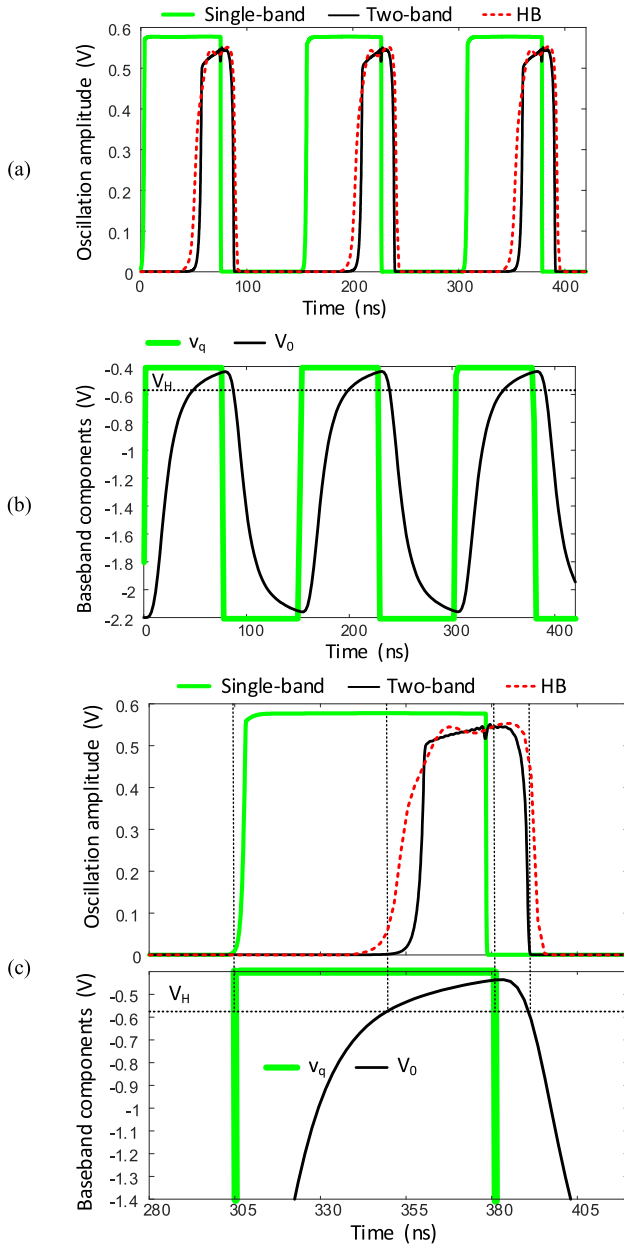 (a)
Single-band Two-band HB
Oscillation amplitude (V)
0.6
0.5
0.4
0.3
0.2
0.1
0
0 100 200 300 400
Time (ns)
(b)
v_q V_0
Baseband components (V)
V_H
-0.4
-0.6
-0.8
-1
-1.2
-1.4
-1.6
-1.8
-2
-2.2
0 100 200 300 400
Time (ns)
(c)
Single-band Two-band HB
Oscillation amplitude (V)
0.6
0.5
0.4
0.3
0.2
0.1
0
Baseband components (V)
V_H
-0.5
-0.6
-0.7
-0.8
-0.9
-1
-1.1
-1.2
-1.3
-1.4
v_q V_0
280 305 330 355 380 405
Time (ns)